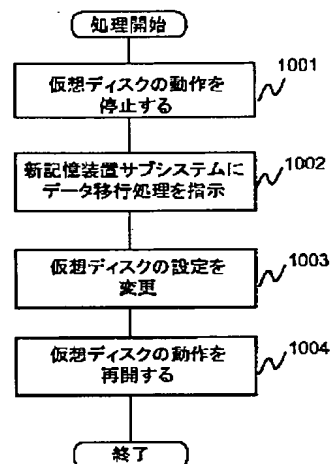 処理開始
仮想ディスクの動作を
停止する
1001
新記憶装置サブシステムに
データ移行処理を指示
1002
仮想ディスクの設定を
変更
1003
仮想ディスクの動作を
再開する
1004
終了